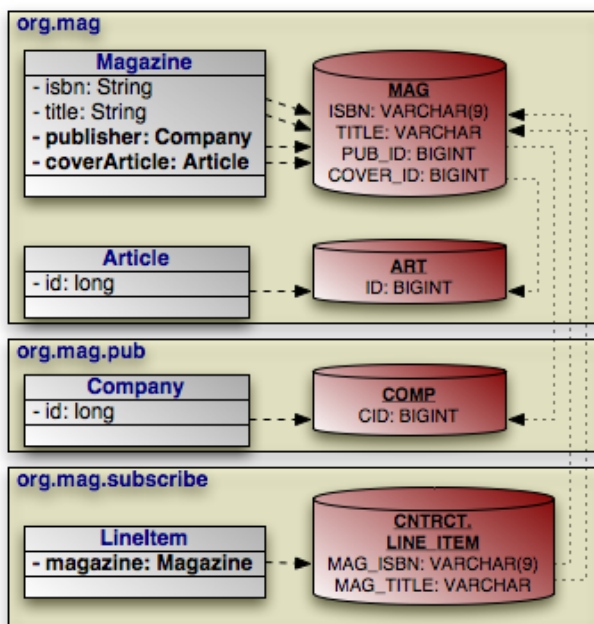 org.mag
Magazine
- isbn: String
- title: String
- publisher: Company
- coverArticle: Article
MAG
ISBN: VARCHAR(9)
TITLE: VARCHAR
PUB_ID: BIGINT
COVER_ID: BIGINT
Article
- id: long
ART
ID: BIGINT
org.mag.pub
Company
- id: long
COMP
CID: BIGINT
org.mag.subscribe
LineItem
- magazine: Magazine
CNTRCT.
LINE_ITEM
MAG_ISBN: VARCHAR(9)
MAG_TITLE: VARCHAR